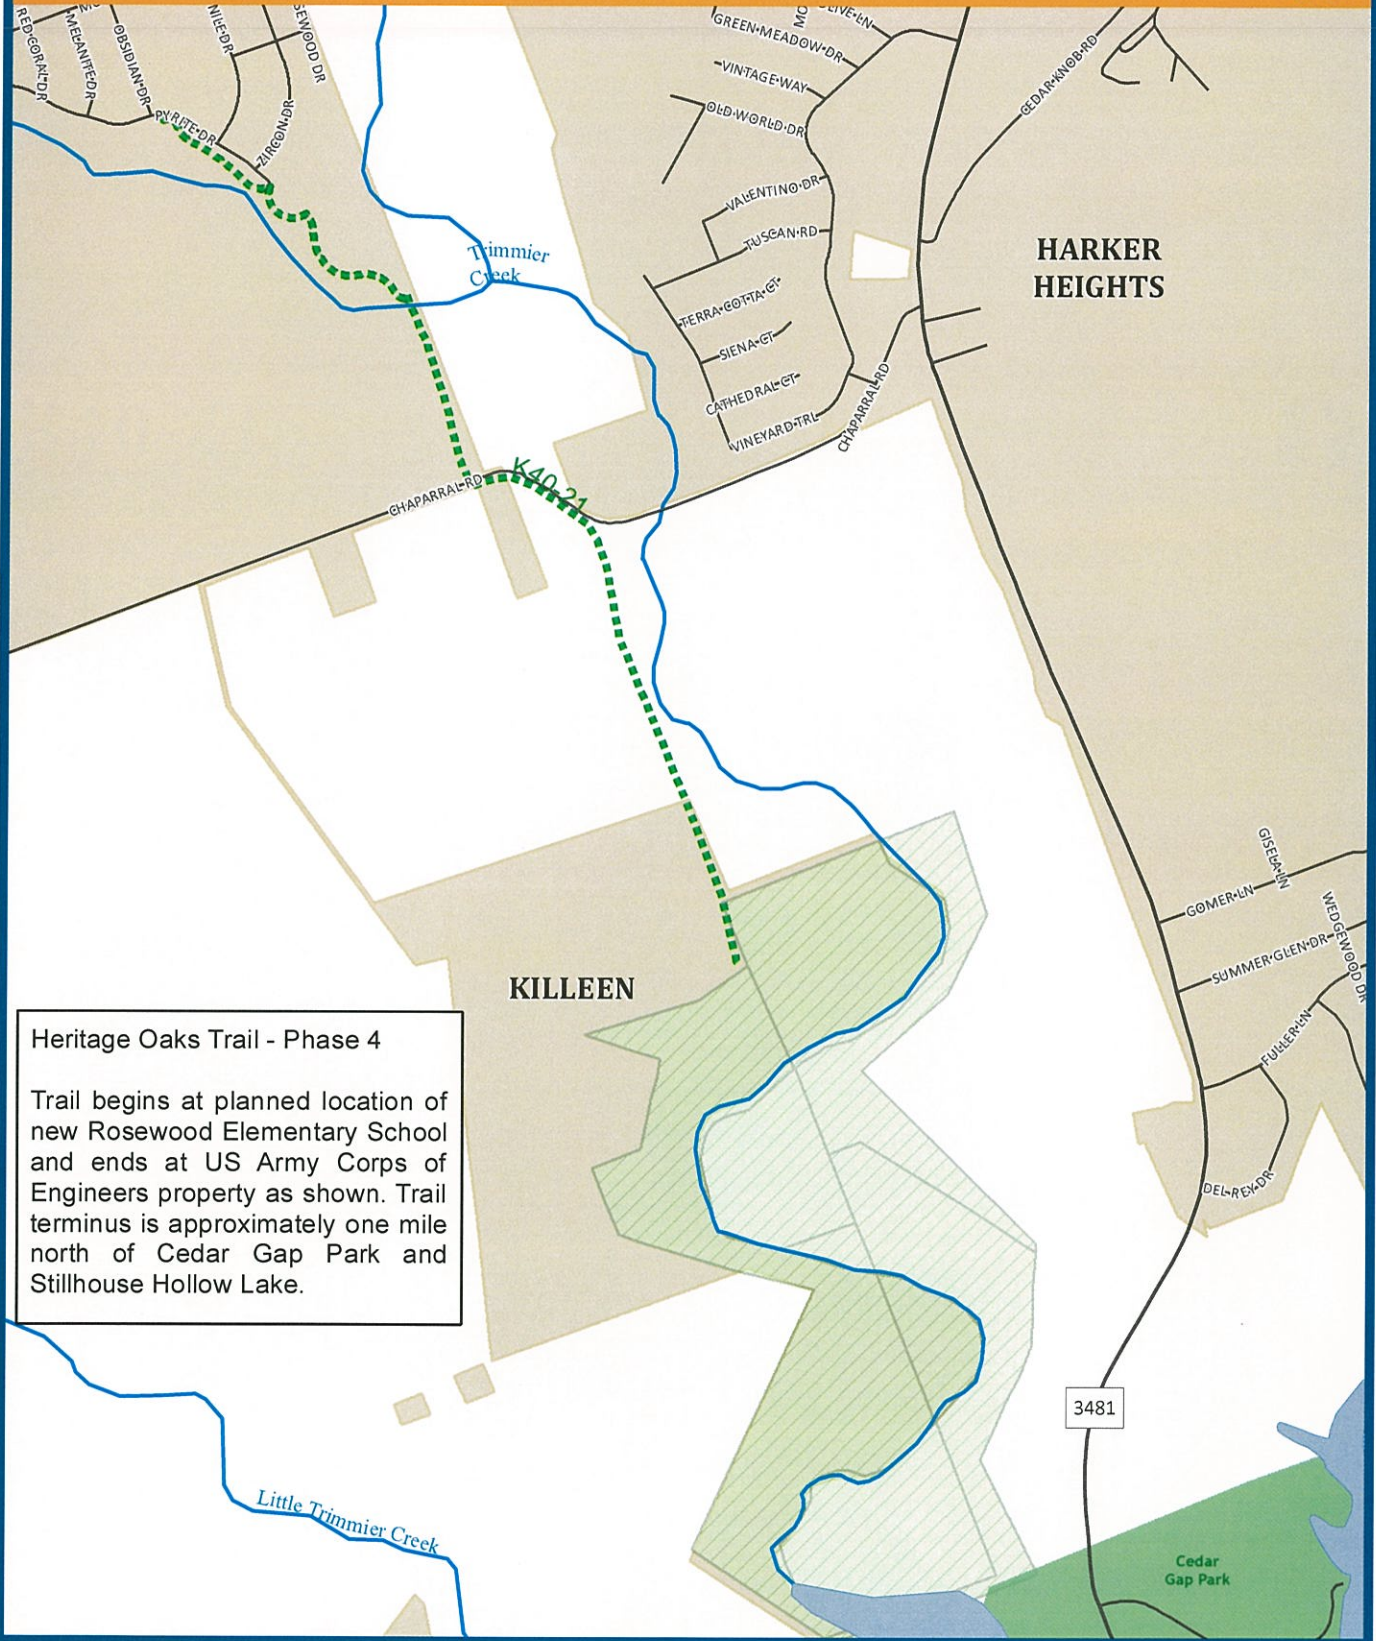 RED-CORAL-DR
MELANITE-DR
OBSIDIAN-DR
NILE-DR
SEWOOD DR
PYRITE-DR
ZIRCON-DR
OLIVE-LN
GREEN-MEADOW-DR
VINTAGE-WAY
OLD-WORLD-DR
VALENTINO-DR
TUSCAN-RD
TERRA-COTTA-CT
SIENA-CT
CATHEDRAL-CT
VINEYARD-TRL
CHAPARRAL-RD
CEDAR-KNOB-RD
HARKER
HEIGHTS
Trimmier
Creek
CHAPARRAL-RD
K40-21
GISELA-LN
GOMER-LN
WEDGEWOOD DR
SUMMER-GLEN-DR
FULLER-LN
DEL-REY-DR
KILLEEN
Heritage Oaks Trail - Phase 4
Trail begins at planned location of
new Rosewood Elementary School
and ends at US Army Corps of
Engineers property as shown. Trail
terminus is approximately one mile
north of Cedar Gap Park and
Stillhouse Hollow Lake.
3481
Little Trimmier Creek
Cedar
Gap Park